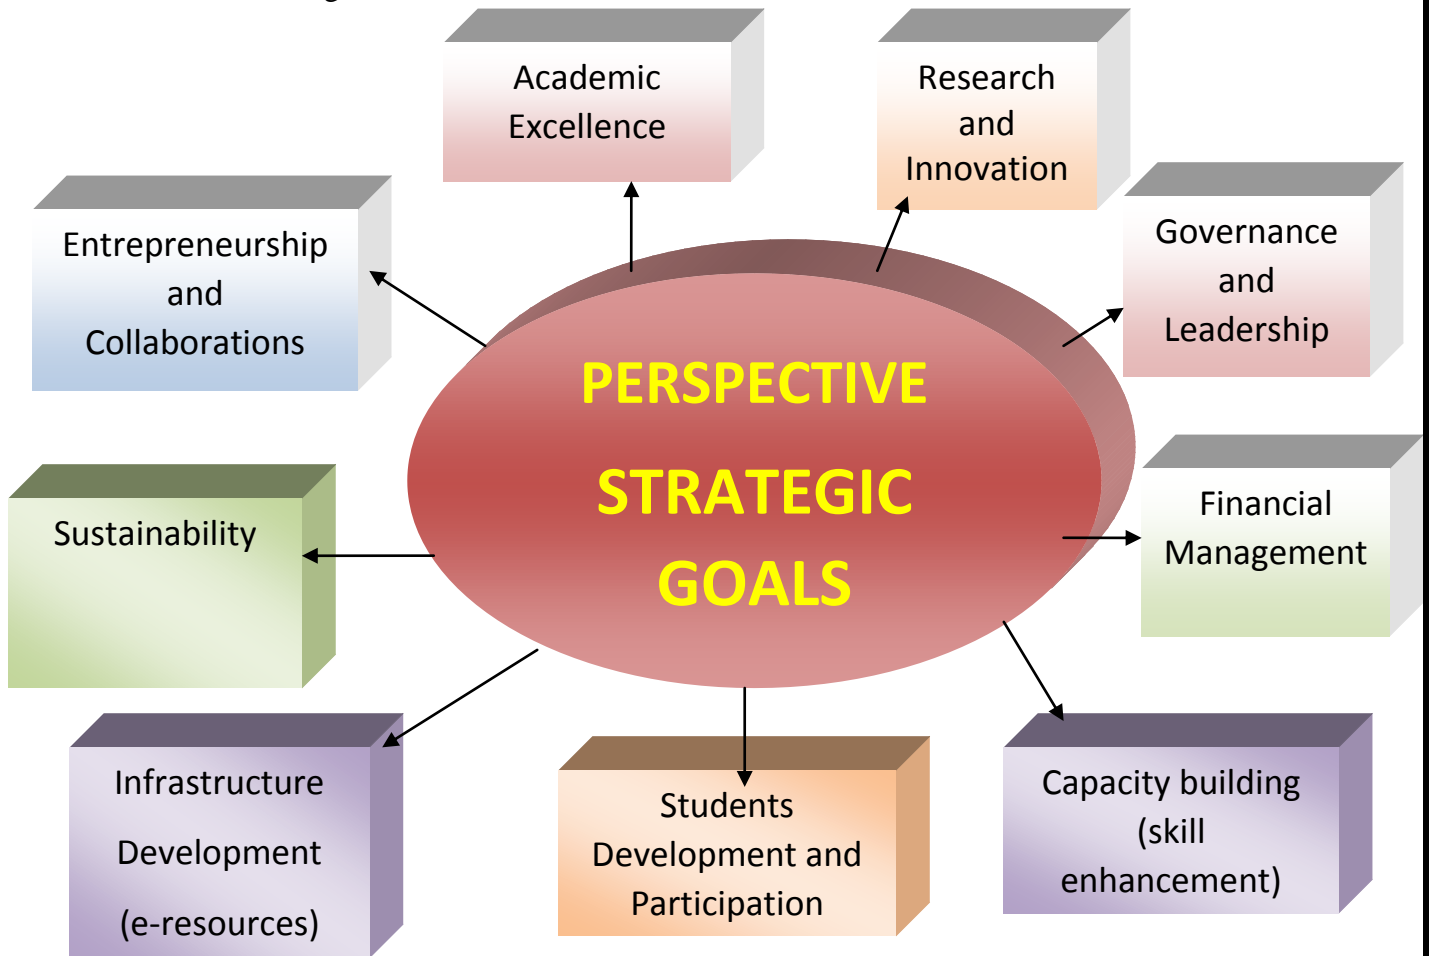 Academic
Excellence
Research
and
Innovation
Entrepreneurship
and
Collaborations
Governance
and
Leadership
PERSPECTIVE
STRATEGIC
GOALS
Sustainability
Financial
Management
Infrastructure
Development
(e-resources)
Students
Development and
Participation
Capacity building
(skill
enhancement)